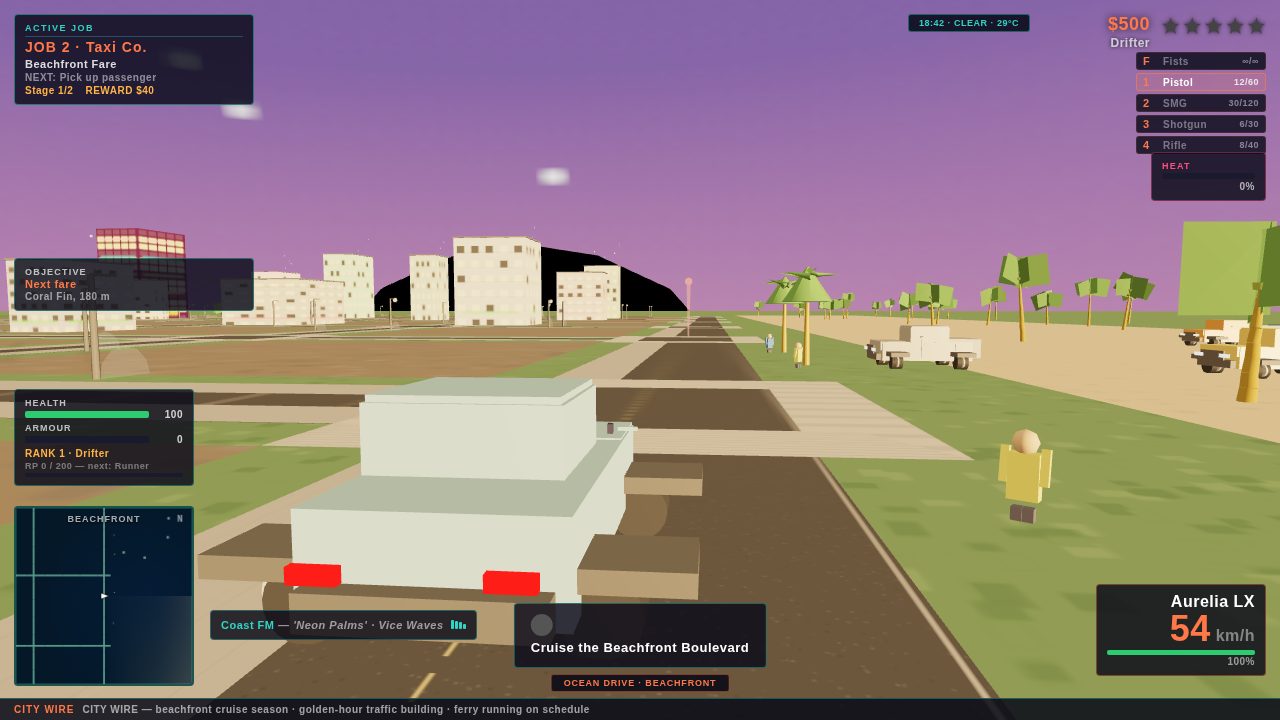 ACTIVE JOB
JOB 2 · Taxi Co.
Beachfront Fare
NEXT: Pick up passenger
Stage 1/2 REWARD $40
18:42 · CLEAR · 29°C
$500
Drifter
F Fists ∞/∞
1 Pistol 12/60
2 SMG 30/120
3 Shotgun 6/30
4 Rifle 8/40
HEAT
0%
OBJECTIVE
Next fare
Coral Fin, 180 m
HEALTH
100
ARMOUR
0
RANK 1 · Drifter
RP 0 / 200 — next: Runner
BEACHFRONT
N
Coast FM — 'Neon Palms' · Vice Waves
Cruise the Beachfront Boulevard
OCEAN DRIVE · BEACHFRONT
Aurelia LX
54 km/h
100%
CITY WIRE CITY WIRE — beachfront cruise season · golden-hour traffic building · ferry running on schedule